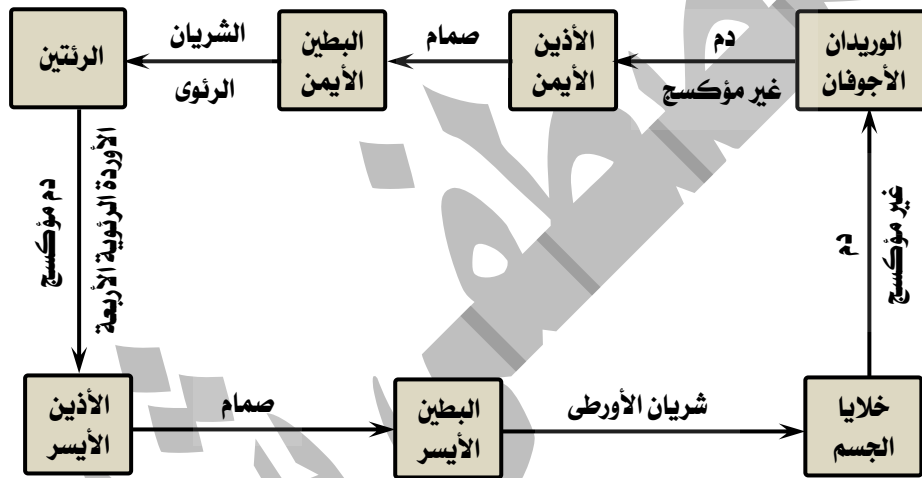 الوريدان
الأجوفان
دم
غير مؤكسج
الأذين
الأيمن
صمام
البطين
الأيمن
الشريان
الرئوى
الرئتين
الأوردة الرئوية الأربعة
دم مؤكسج
الأذين
الأيسر
صمام
البطين
الأيسر
شريان الأورطى
خلايا
الجسم
دم
غير مؤكسج